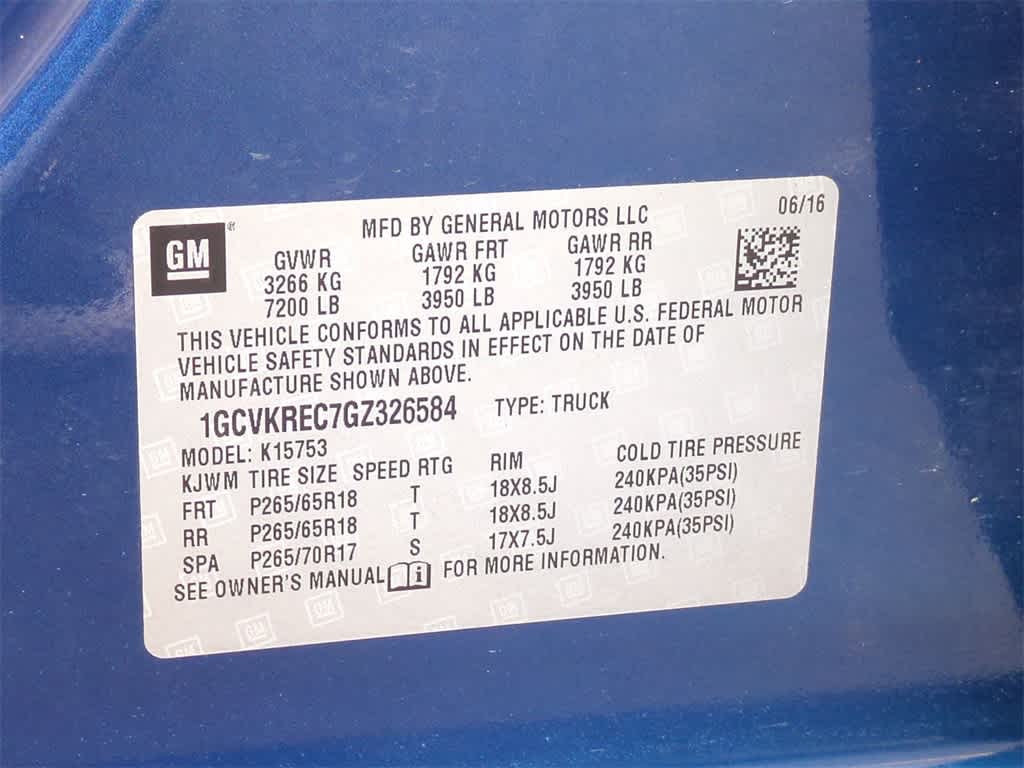 GM®
MFD BY GENERAL MOTORS LLC
06/16
GVWR GAWR FRT GAWR RR
3266 KG 1792 KG 1792 KG
7200 LB 3950 LB 3950 LB
THIS VEHICLE CONFORMS TO ALL APPLICABLE U.S. FEDERAL MOTOR
VEHICLE SAFETY STANDARDS IN EFFECT ON THE DATE OF
MANUFACTURE SHOWN ABOVE.
1GCVKREC7GZ326584 TYPE: TRUCK
MODEL: K15753
KJWM TIRE SIZE SPEED RTG RIM COLD TIRE PRESSURE
FRT P265/65R18 T 18X8.5J 240KPA(35PSI)
RR P265/65R18 T 18X8.5J 240KPA(35PSI)
SPA P265/70R17 S 17X7.5J 240KPA(35PSI)
SEE OWNER'S MANUAL i FOR MORE INFORMATION.